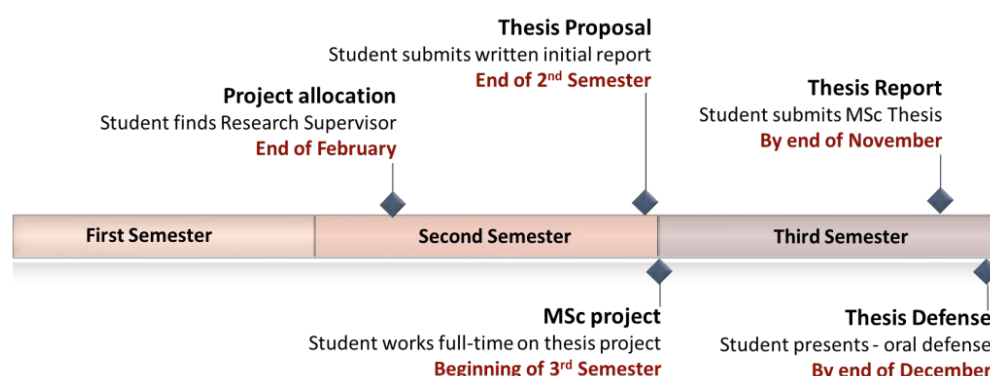 Thesis Proposal
Student submits written initial report
End of 2nd Semester
Project allocation
Student finds Research Supervisor
End of February
Thesis Report
Student submits MSc Thesis
By end of November
First Semester
Second Semester
Third Semester
MSc project
Student works full-time on thesis project
Beginning of 3rd Semester
Thesis Defense
Student presents - oral defense
By end of December